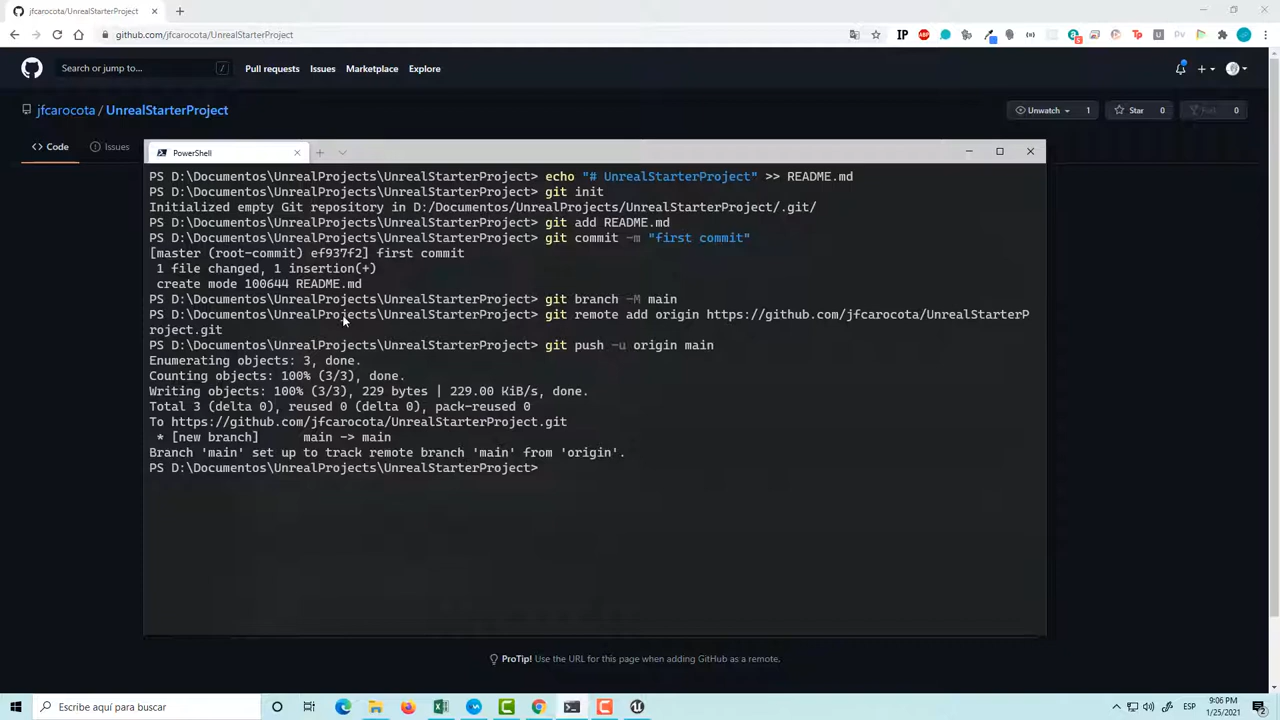 jfcarocota/UnrealStarterProject
github.com/jfcarocota/UnrealStarterProject
IP
ABP
Search or jump to...
/
Pull requests
Issues
Marketplace
Explore
jfcarocota / UnrealStarterProject
Unwatch
1
Star
0
Fork
0
Code
Issues
PowerShell
PS D:\Documentos\UnrealProjects\UnrealStarterProject> echo "# UnrealStarterProject" >> README.md
PS D:\Documentos\UnrealProjects\UnrealStarterProject> git init
Initialized empty Git repository in D:/Documentos/UnrealProjects/UnrealStarterProject/.git/
PS D:\Documentos\UnrealProjects\UnrealStarterProject> git add README.md
PS D:\Documentos\UnrealProjects\UnrealStarterProject> git commit -m "first commit"
[master (root-commit) ef937f2] first commit
1 file changed, 1 insertion(+)
create mode 100644 README.md
PS D:\Documentos\UnrealProjects\UnrealStarterProject> git branch -M main
PS D:\Documentos\UnrealProjects\UnrealStarterProject> git remote add origin https://github.com/jfcarocota/UnrealStarterP
roject.git
PS D:\Documentos\UnrealProjects\UnrealStarterProject> git push -u origin main
Enumerating objects: 3, done.
Counting objects: 100% (3/3), done.
Writing objects: 100% (3/3), 229 bytes | 229.00 KiB/s, done.
Total 3 (delta 0), reused 0 (delta 0), pack-reused 0
To https://github.com/jfcarocota/UnrealStarterProject.git
* [new branch] main -> main
Branch 'main' set up to track remote branch 'main' from 'origin'.
PS D:\Documentos\UnrealProjects\UnrealStarterProject>
ProTip! Use the URL for this page when adding GitHub as a remote.
Escribe aquí para buscar
ESP
9:06 PM
1/25/2021
2